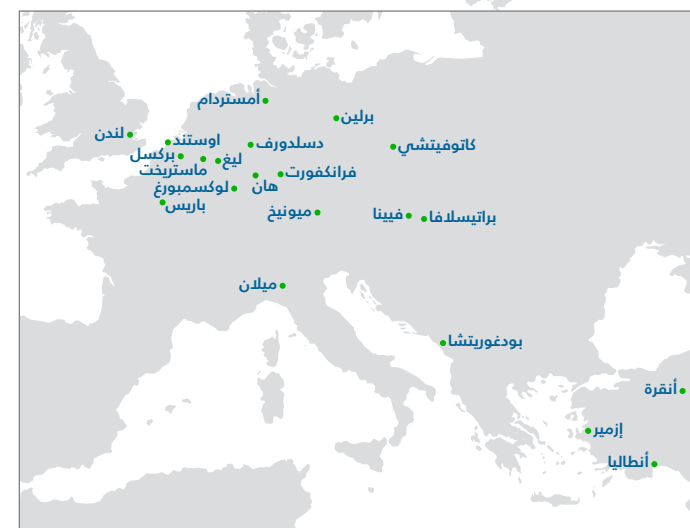 أمستردام
برلين
لندن
اوستند
دسلدورف
كاتوفيتشي
بركسل
ليغ
ماستريخت
فرانكفورت
هان
لوكسمبورغ
باريس
ميونيخ
فيينا
براتيسلافا
ميلان
بودغوريتشا
أنقرة
إزمير
أنطاليا